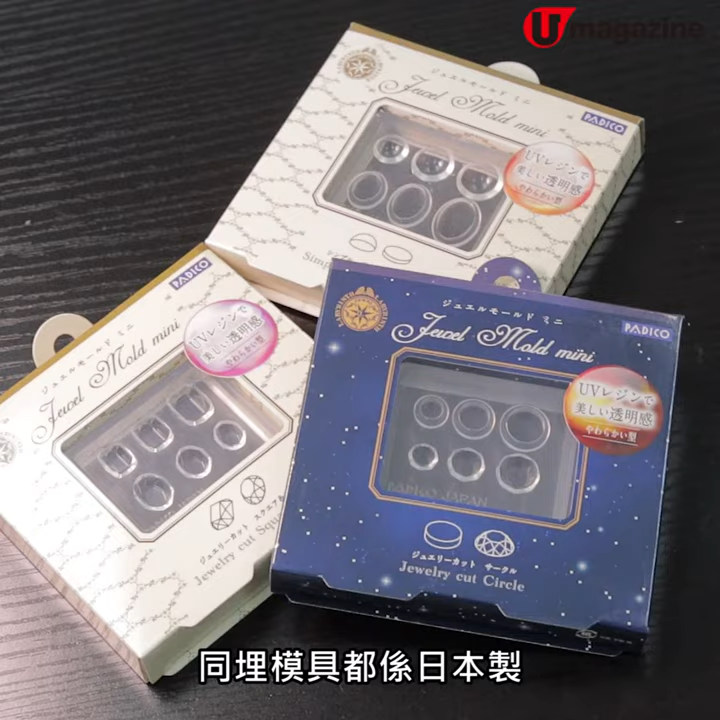 U magazine
ジュエルモールド ミニ
Jewel Mold mini
PADICO
UVレジンで
美しい透明感
やわらかい型
ジュエルモールド ミニ
Jewel Mold mini
PADICO
UVレジンで
美しい透明感
ジュエリーカット スクエア&
Jewelry cut Squ
ジュエルモールド ミニ
Jewel Mold mini
PADICO
UVレジンで
美しい透明感
やわらかい型
PADICO JAPAN
ジュエリーカット サークル
Jewelry cut Circle
同埋模具都係日本製